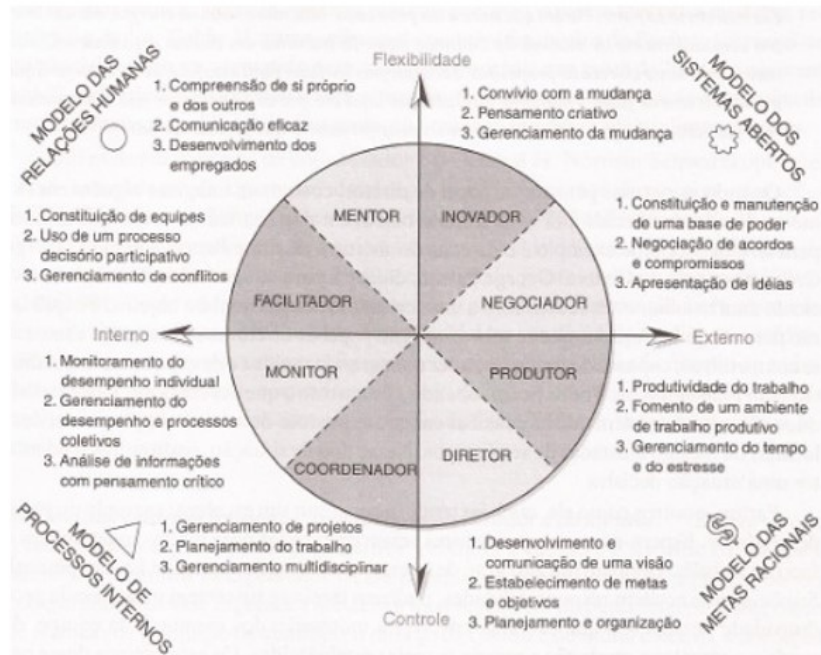 Flexibilidade
MODELO DAS
RELAÇÕES HUMANAS
1. Compreensão de si próprio
e dos outros
2. Comunicação eficaz
3. Desenvolvimento dos
empregados
1. Convívio com a mudança
2. Pensamento criativo
3. Gerenciamento da mudança
MODELO DOS
SISTEMAS ABERTOS
1. Constituição de equipes
2. Uso de um processo
decisório participativo
3. Gerenciamento de conflitos
MENTOR
INOVADOR
1. Constituição e manutenção
de uma base de poder
2. Negociação de acordos
e compromissos
3. Apresentação de idéias
FACILITADOR
NEGOCIADOR
Interno
Externo
1. Monitoramento do
desempenho individual
2. Gerenciamento do
desempenho e processos
coletivos
3. Análise de informações
com pensamento crítico
MONITOR
PRODUTOR
1. Produtividade do trabalho
2. Fomento de um ambiente
de trabalho produtivo
3. Gerenciamento do tempo
e do estresse
COORDENADOR
DIRETOR
MODELO DE
PROCESSOS INTERNOS
1. Gerenciamento de projetos
2. Planejamento do trabalho
3. Gerenciamento multidisciplinar
1. Desenvolvimento e
comunicação de uma visão
2. Estabelecimento de metas
e objetivos
3. Planejamento e organização
MODELO DAS
METAS RACIONAIS
Controle